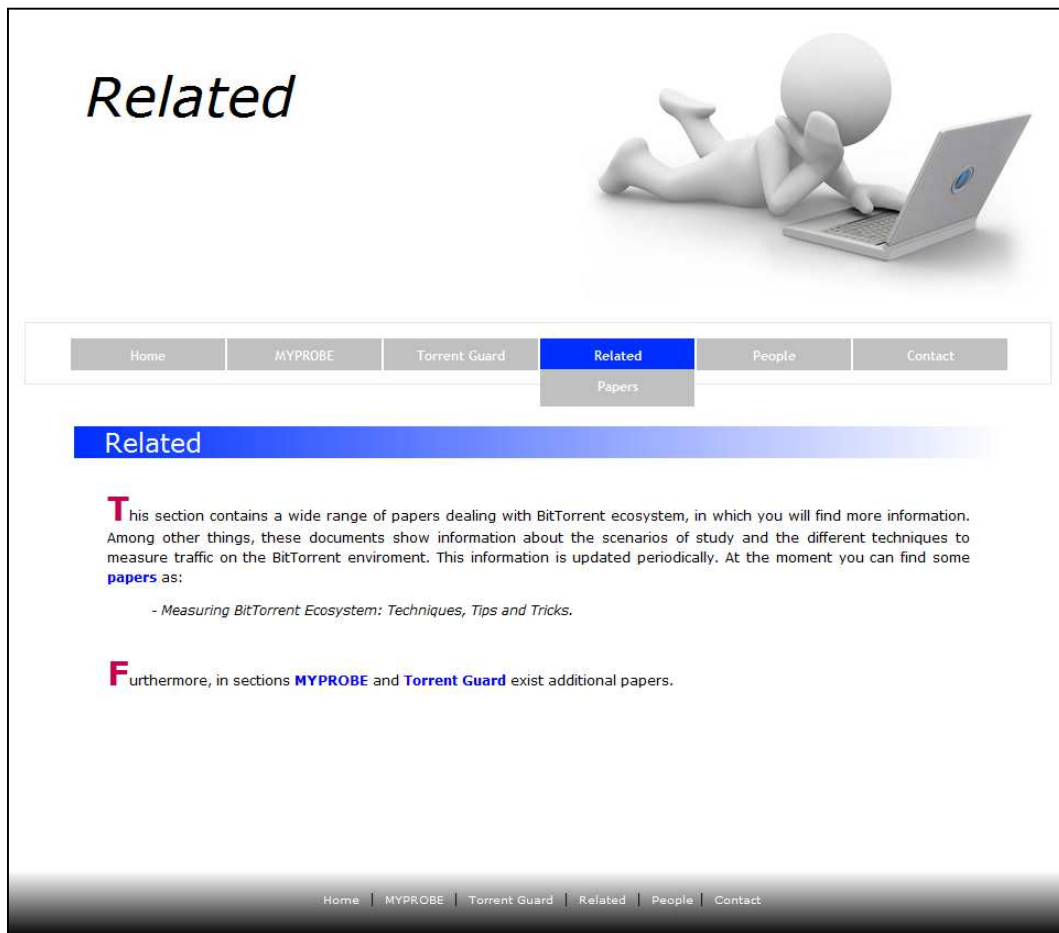 Related
Home MYPROBE Torrent Guard Related People Contact
Papers
Related
This section contains a wide range of papers dealing with BitTorrent ecosystem, in which you will find more information.
Among other things, these documents show information about the scenarios of study and the different techniques to
measure traffic on the BitTorrent enviroment. This information is updated periodically. At the moment you can find some
papers as:
- Measuring BitTorrent Ecosystem: Techniques, Tips and Tricks.
Furthermore, in sections MYPROBE and Torrent Guard exist additional papers.
Home | MYPROBE | Torrent Guard | Related | People | Contact